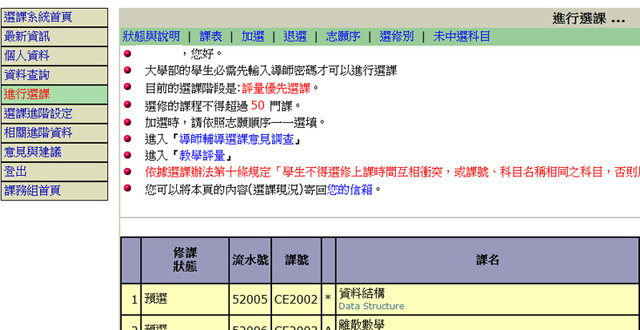 選課系統首頁
最新資訊
個人資料
資料查詢
進行選課
選課進階設定
相關進階資料
意見與建議
登出
課務組首頁
進行選課 ...
狀態與說明 | 課表 | 加選 | 退選 | 志願序 | 選修別 | 未中選科目
，您好。
大學部的學生必需先輸入導師密碼才可以進行選課
目前的選課階段是:評量優先選課。
選修的課程不得超過 50 門課。
加選時，請依照志願順序一一選填。
進入『導師輔導選課意見調查』
進入『教學評量』
依據選課辦法第十條規定「學生不得選修上課時間互相衝突，或課號、科目名稱相同之科目，否則
您可以將本頁的內容(選課現況)寄回您的信箱。
修課狀態 流水號 課號 課名
1 預選 52005 CE2002 * 資料結構
Data Structure
2 預選 52006 CE2003 A 離散數學